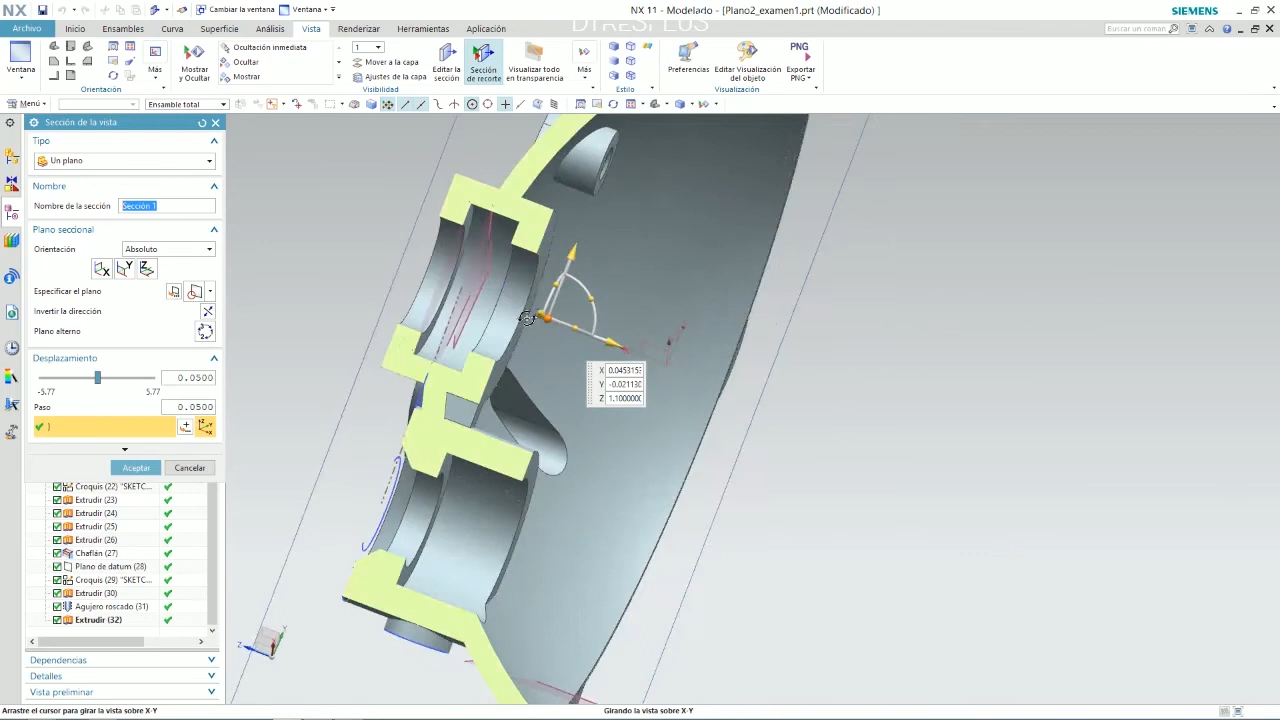 NX
Cambiar la ventana
Ventana
NX 11 - Modelado - [Plano2_examen1.prt (Modificado) ]
SIEMENS
DTRESPLUS
Archivo
Inicio
Ensambles
Curva
Superficie
Análisis
Vista
Renderizar
Herramientas
Aplicación
Buscar un coman
Ventana
Más
Orientación
Mostrar
y Ocultar
Ocultación inmediata
Ocultar
Mostrar
1
Mover a la capa
Ajustes de la capa
Visibilidad
Editar la
sección
Sección
de recorte
Visualizar todo
en transparencia
Más
Estilo
Preferencias
Editar Visualización
del objeto
PNG
Exportar
PNG
Visualización
Menú
Ensamble total
Sección de la vista
Tipo
Un plano
Nombre
Nombre de la sección
Sección 1
Plano seccional
Orientación
Absoluto
Especificar el plano
Invertir la dirección
Plano alterno
Desplazamiento
0.0500
-5.77
5.77
Paso
0.0500
Aceptar
Cancelar
Croquis (22) "SKETC...
Extrudir (23)
Extrudir (24)
Extrudir (25)
Extrudir (26)
Chaflán (27)
Plano de datum (28)
Croquis (29) "SKETC...
Extrudir (30)
Agujero roscado (31)
Extrudir (32)
Dependencias
Detalles
Vista preliminar
X 0.045315
Y -0.02113
Z 1.100000
Z
Y
Arrastre el cursor para girar la vista sobre X-Y
Girando la vista sobre X-Y